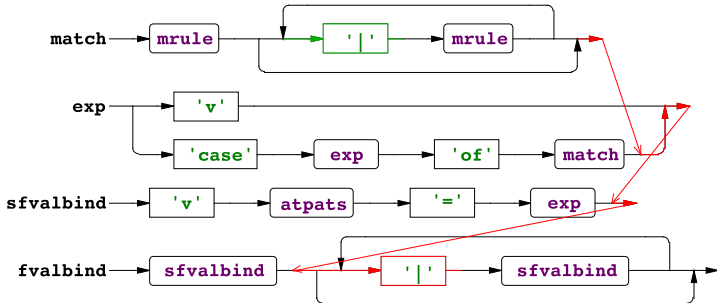 match mrule '|' mrule
exp 'v'
'case' exp 'of' match
sfvalbind 'v' atpats '=' exp
fvalbind sfvalbind '|' sfvalbind